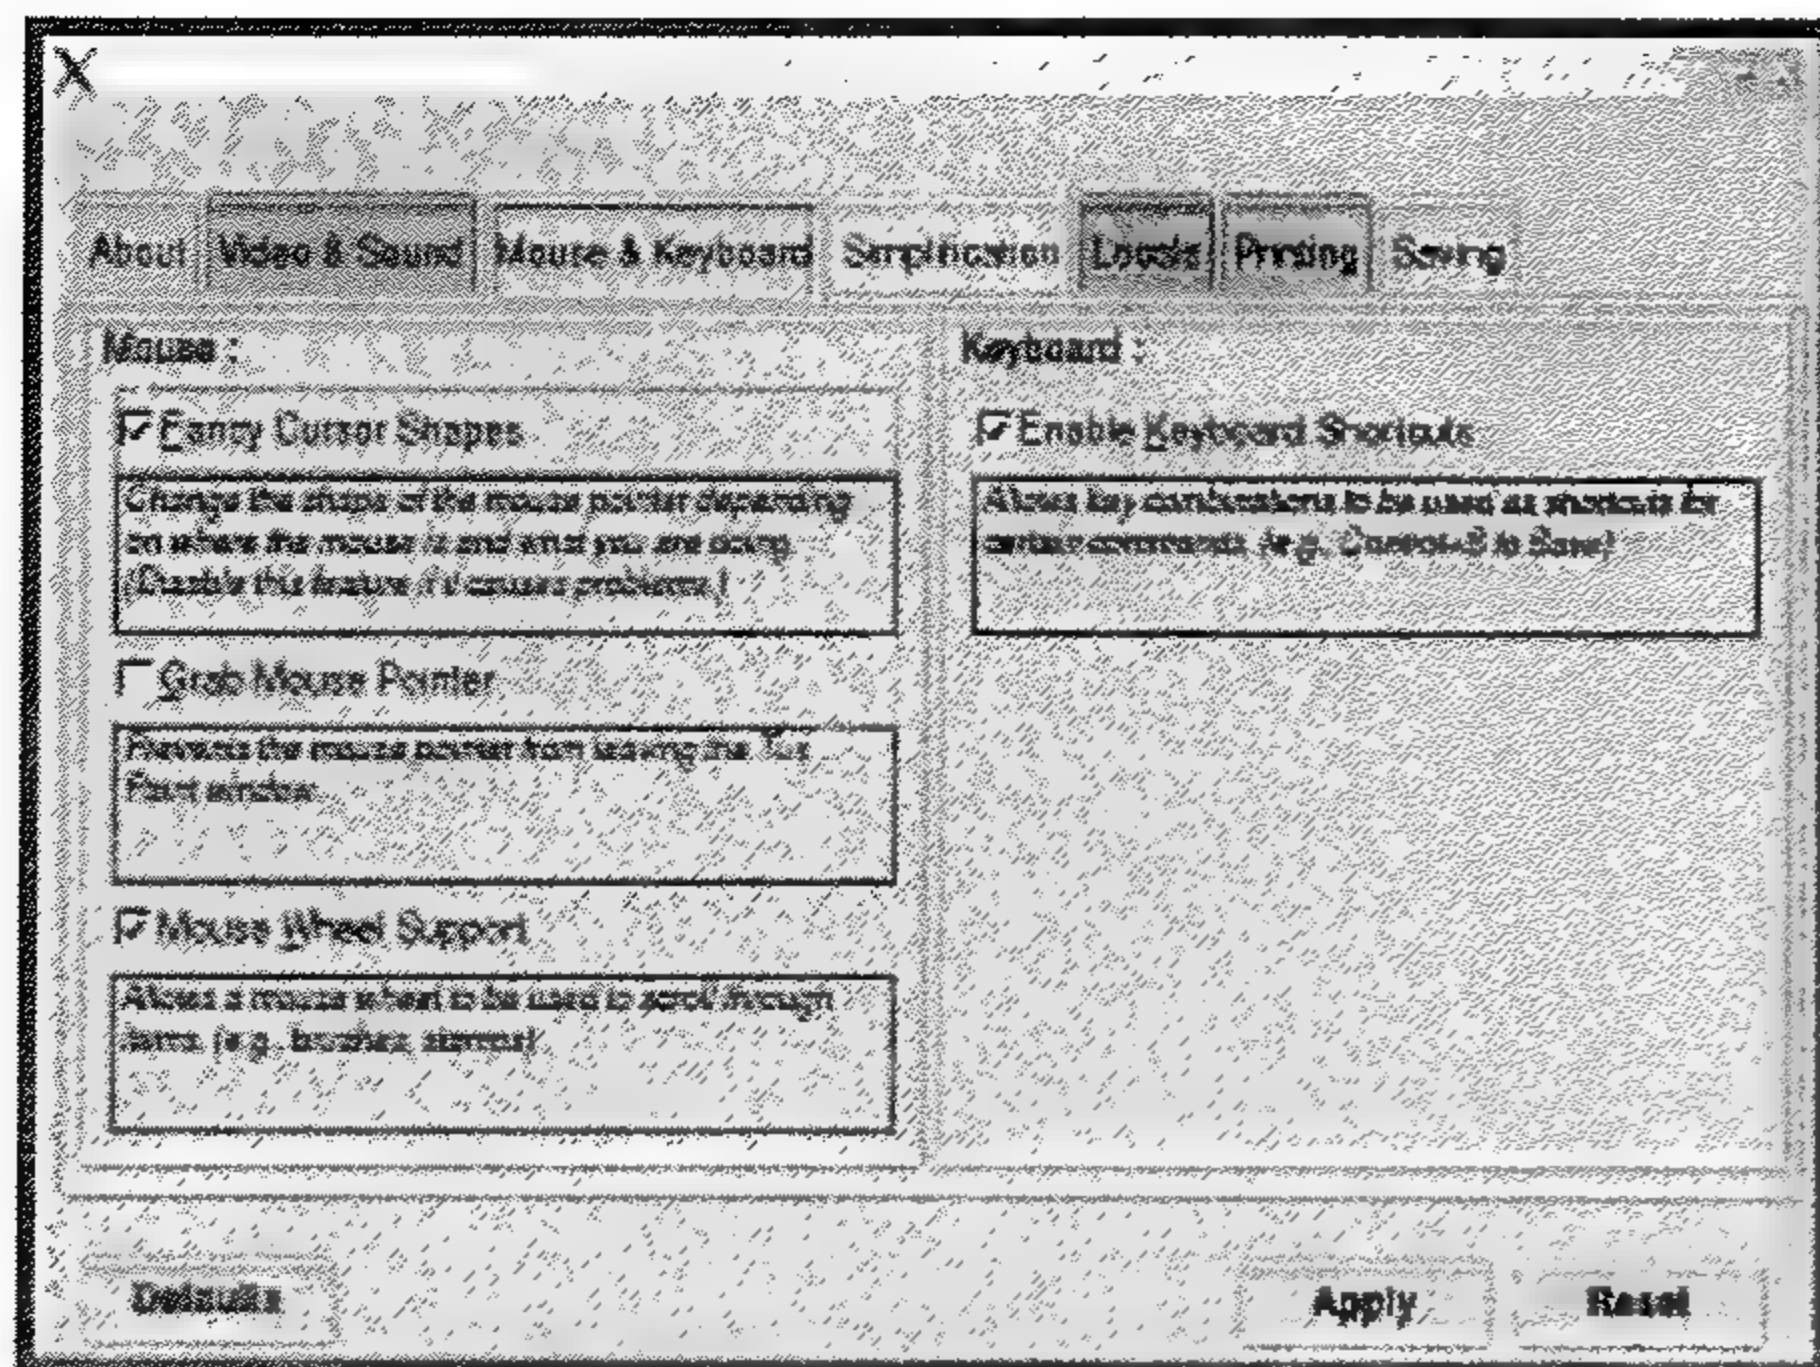 About Video & Sound Mouse & Keyboard Simplification Locale Printing Saving
Mouse :
Fancy Cursor Shapes
Change the shape of the mouse pointer depending
on where the mouse is and what you are doing.
(Disable this feature if it causes problems.)
Grab Mouse Pointer
Prevents the mouse pointer from leaving the Tux
Paint window.
Mouse Wheel Support
Allows a mouse wheel to be used to scroll through
items. (e.g., brushes, stamps)
Keyboard :
Enable Keyboard Shortcuts
Allows key combinations to be used as shortcuts for
certain commands. (e.g., Control+S to Save)
Defaults Apply Reset